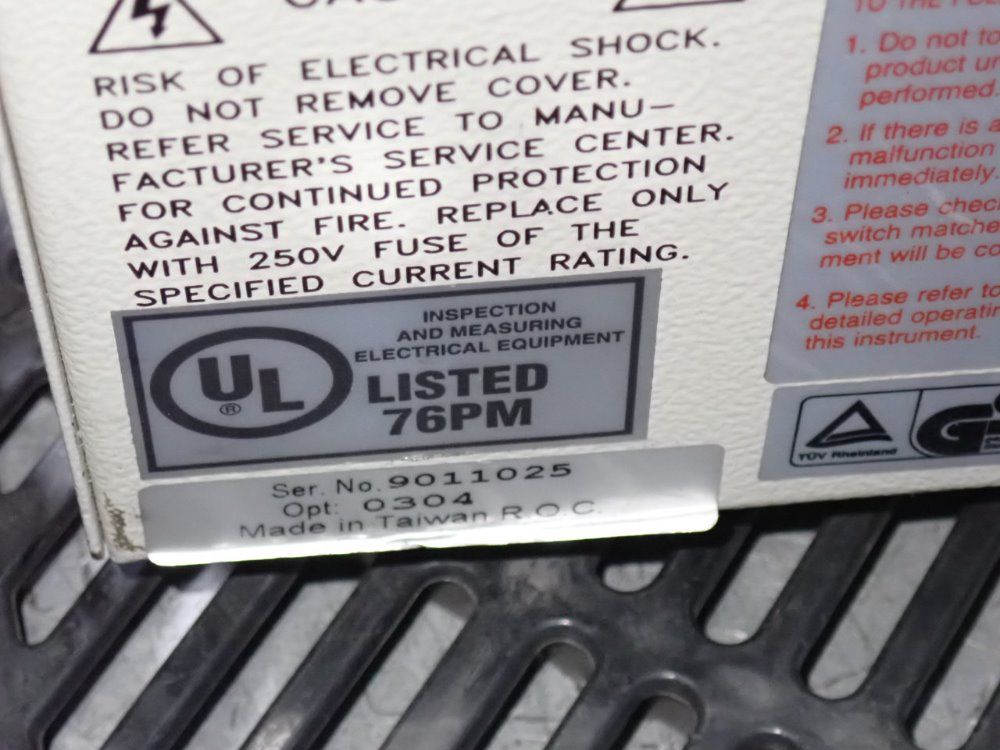 RISK OF ELECTRICAL SHOCK.
DO NOT REMOVE COVER.
REFER SERVICE TO MANU-
FACTURER'S SERVICE CENTER.
FOR CONTINUED PROTECTION
AGAINST FIRE. REPLACE ONLY
WITH 250V FUSE OF THE
SPECIFIED CURRENT RATING.
UL
®
INSPECTION
AND MEASURING
ELECTRICAL EQUIPMENT
LISTED
76PM
Ser. No. 9011025
Opt: 0304
Made in Taiwan R.O.C.
TO THE
1. Do not to
product
performed.
2. If there is a
malfunction
immediately.
3. Please
switch
ment will be
4. Please refer to
detailed
this instrument.
TÜV Rheinland